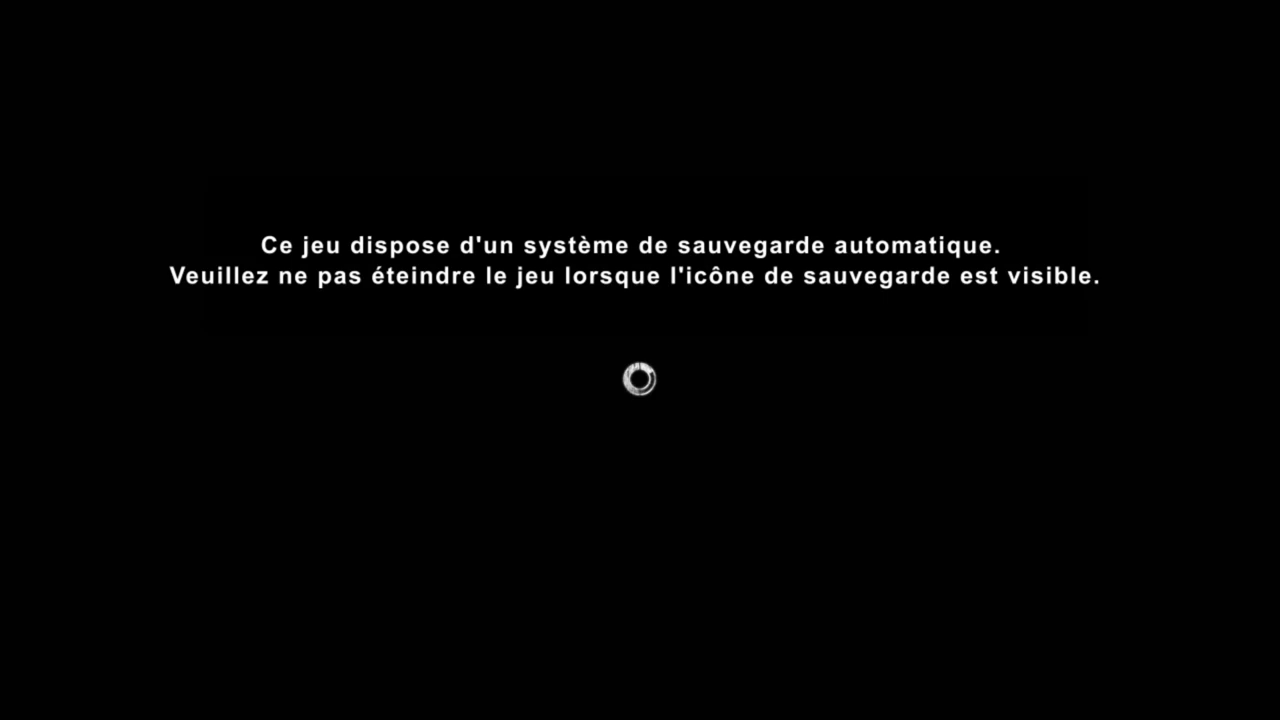 Ce jeu dispose d'un système de sauvegarde automatique.
Veuillez ne pas éteindre le jeu lorsque l'icône de sauvegarde est visible.